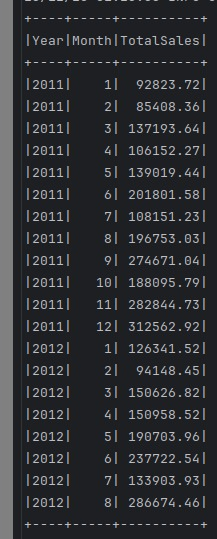 +----+-----+----------+
|Year|Month|TotalSales|
+----+-----+----------+
|2011|    1|  92823.72|
|2011|    2|  85408.36|
|2011|    3| 137193.64|
|2011|    4| 106152.27|
|2011|    5| 139019.44|
|2011|    6| 201801.58|
|2011|    7| 108151.23|
|2011|    8| 196753.03|
|2011|    9| 274671.04|
|2011|   10| 188095.79|
|2011|   11| 282844.73|
|2011|   12| 312562.92|
|2012|    1| 126341.52|
|2012|    2|  94148.45|
|2012|    3| 150626.82|
|2012|    4| 150958.52|
|2012|    5| 190703.96|
|2012|    6| 237722.54|
|2012|    7| 133903.93|
|2012|    8| 286674.46|
+----+-----+----------+